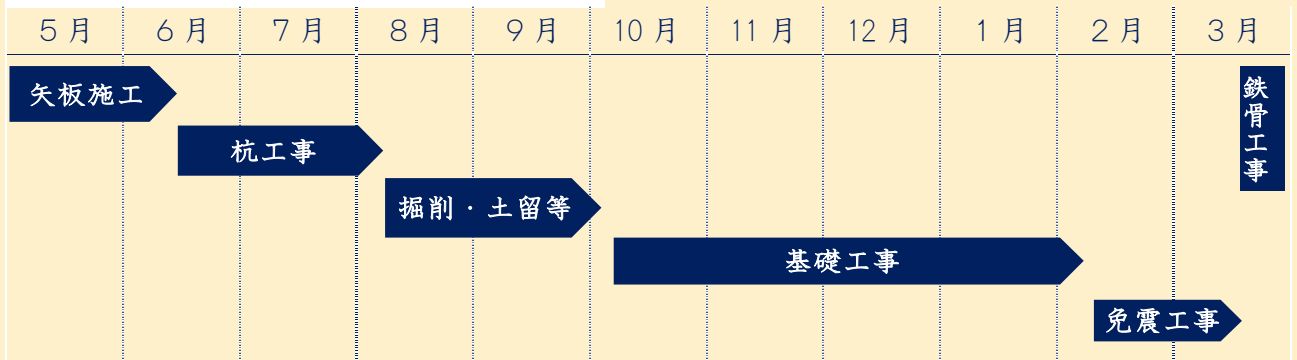 5月 6月 7月 8月 9月 10月 11月 12月 1月 2月 3月
矢板施工
鉄骨工事
杭工事
掘削・土留等
基礎工事
免震工事